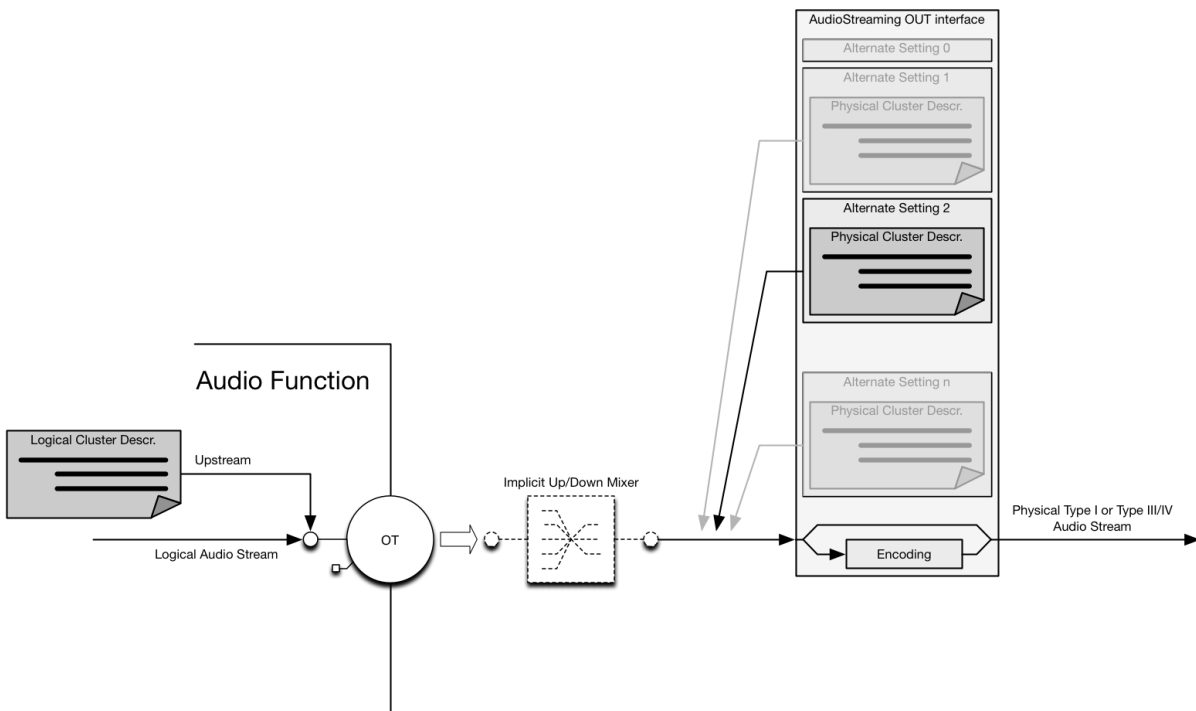 AudioStreaming OUT interface
Alternate Setting 0
Alternate Setting 1
Physical Cluster Descr.
Alternate Setting 2
Physical Cluster Descr.
Audio Function
Alternate Setting n
Physical Cluster Descr.
Logical Cluster Descr.
Upstream
Implicit Up/Down Mixer
Physical Type I or Type III/IV
Audio Stream
OT
Logical Audio Stream
Encoding